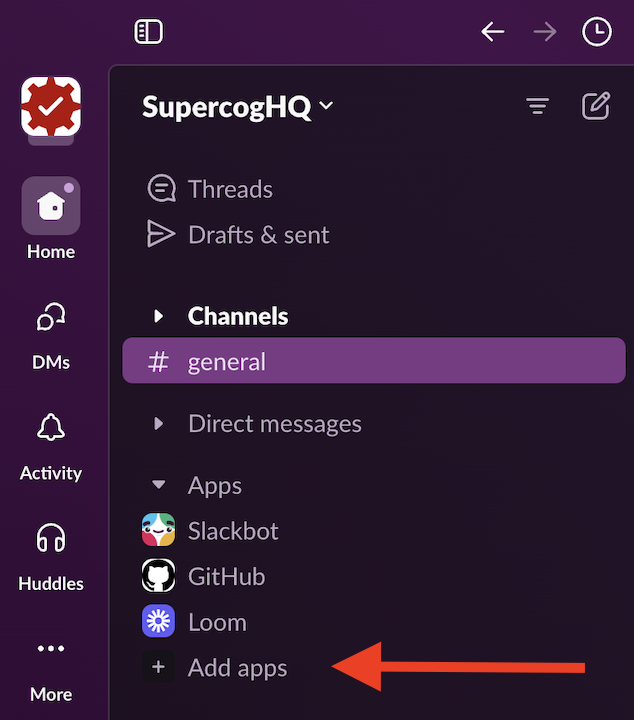 SupercogHQ
Threads
Drafts & sent
Channels
# general
Direct messages
Apps
Slackbot
GitHub
Loom
+ Add apps
Home
DMs
Activity
Huddles
More